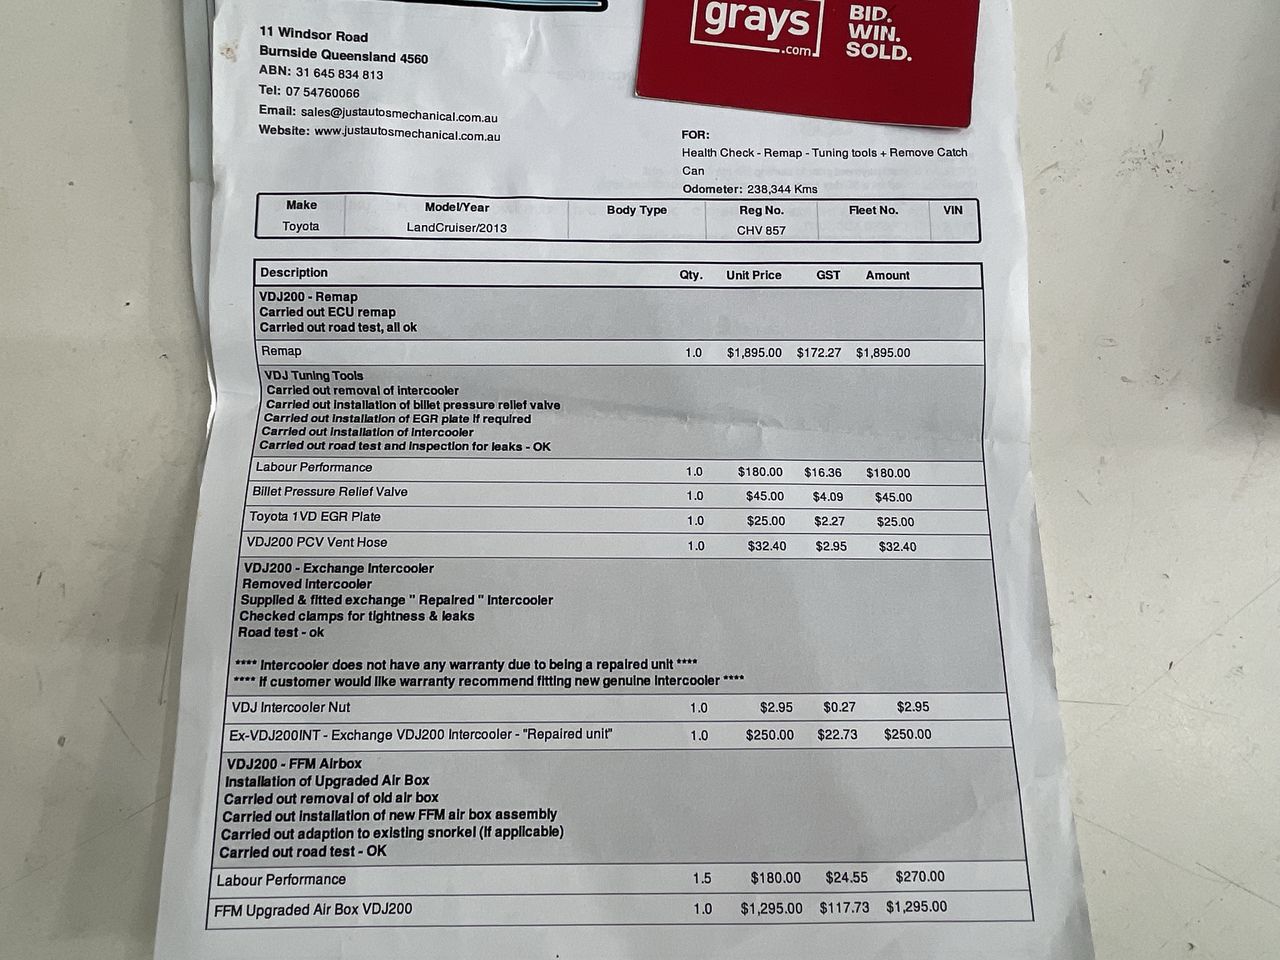 grays
.com
BID.
WIN.
SOLD.
11 Windsor Road
Burnside Queensland 4560
ABN: 31 645 834 813
Tel: 07 54760066
Email: sales@justautosmechanical.com.au
Website: www.justautosmechanical.com.au
FOR:
Health Check - Remap - Tuning tools + Remove Catch
Can
Odometer: 238,344 Kms
Make Model/Year Body Type Reg No. Fleet No. VIN
Toyota LandCruiser/2013 CHV 857
Description Qty. Unit Price GST Amount
VDJ200 - Remap
Carried out ECU remap
Carried out road test, all ok
Remap 1.0 $1,895.00 $172.27 $1,895.00
VDJ Tuning Tools
Carried out removal of intercooler
Carried out installation of billet pressure relief valve
Carried out installation of EGR plate if required
Carried out installation of intercooler
Carried out road test and inspection for leaks - OK
Labour Performance 1.0 $180.00 $16.36 $180.00
Billet Pressure Relief Valve 1.0 $45.00 $4.09 $45.00
Toyota 1VD EGR Plate 1.0 $25.00 $2.27 $25.00
VDJ200 PCV Vent Hose 1.0 $32.40 $2.95 $32.40
VDJ200 - Exchange Intercooler
Removed Intercooler
Supplied & fitted exchange " Repaired " Intercooler
Checked clamps for tightness & leaks
Road test - ok
**** Intercooler does not have any warranty due to being a repaired unit ****
**** If customer would like warranty recommend fitting new genuine intercooler ****
VDJ Intercooler Nut 1.0 $2.95 $0.27 $2.95
Ex-VDJ200INT - Exchange VDJ200 Intercooler - "Repaired unit" 1.0 $250.00 $22.73 $250.00
VDJ200 - FFM Airbox
Installation of Upgraded Air Box
Carried out removal of old air box
Carried out installation of new FFM air box assembly
Carried out adaption to existing snorkel (if applicable)
Carried out road test - OK
Labour Performance 1.5 $180.00 $24.55 $270.00
FFM Upgraded Air Box VDJ200 1.0 $1,295.00 $117.73 $1,295.00